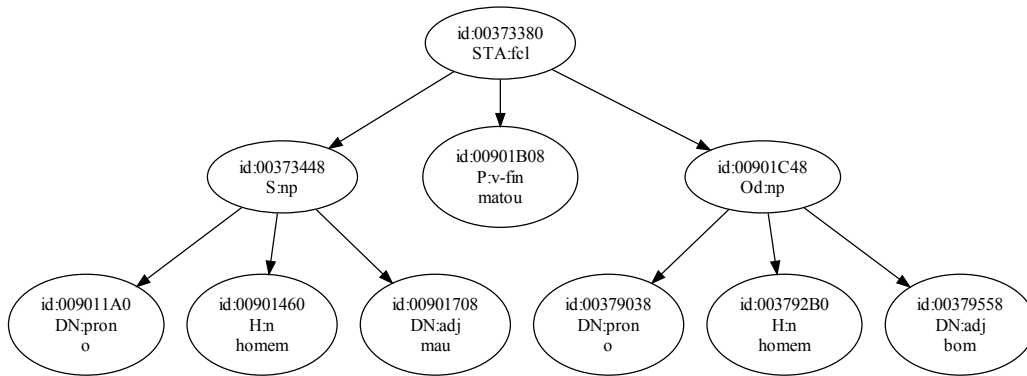 id:00373380
STA:fcl
id:00373448
S:np
id:00901B08
P:v-fin
matou
id:00901C48
Od:np
id:009011A0
DN:pron
o
id:00901460
H:n
homem
id:00901708
DN:adj
mau
id:00379038
DN:pron
o
id:003792B0
H:n
homem
id:00379558
DN:adj
bom